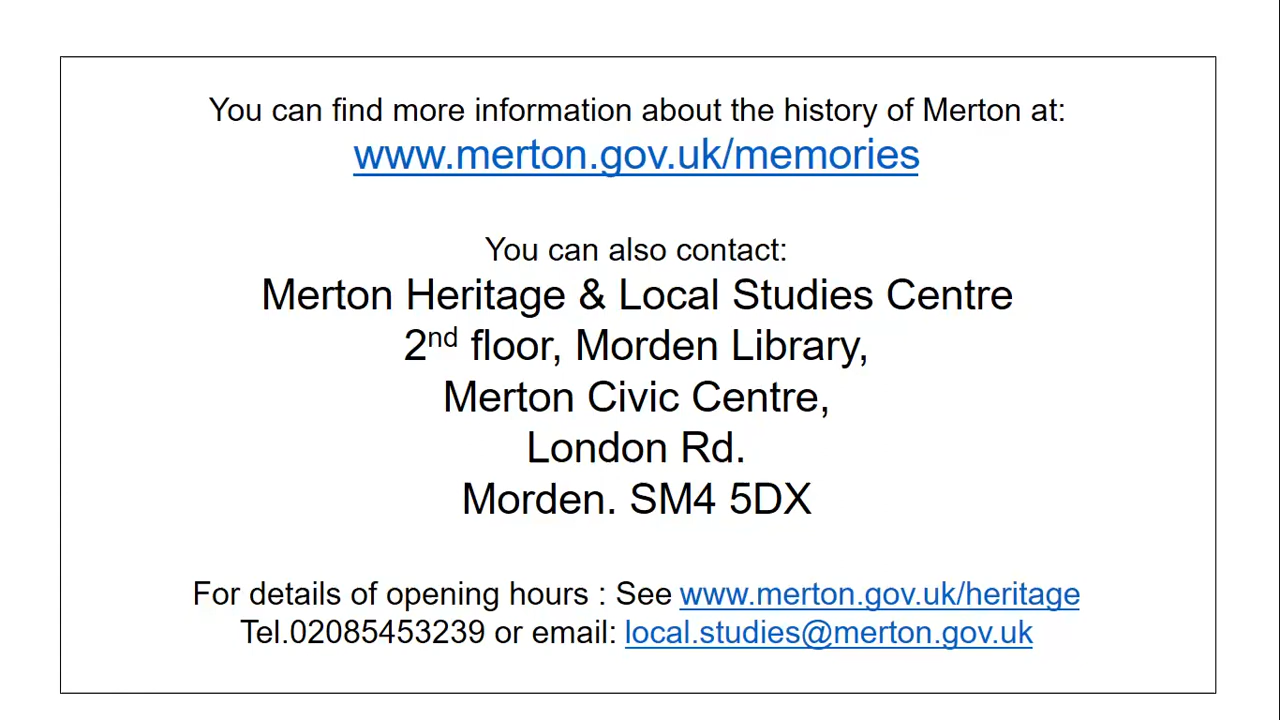 You can find more information about the history of Merton at:
www.merton.gov.uk/memories
You can also contact:
Merton Heritage & Local Studies Centre
2nd floor, Morden Library,
Merton Civic Centre,
London Rd.
Morden. SM4 5DX
For details of opening hours : See www.merton.gov.uk/heritage
Tel.02085453239 or email: local.studies@merton.gov.uk